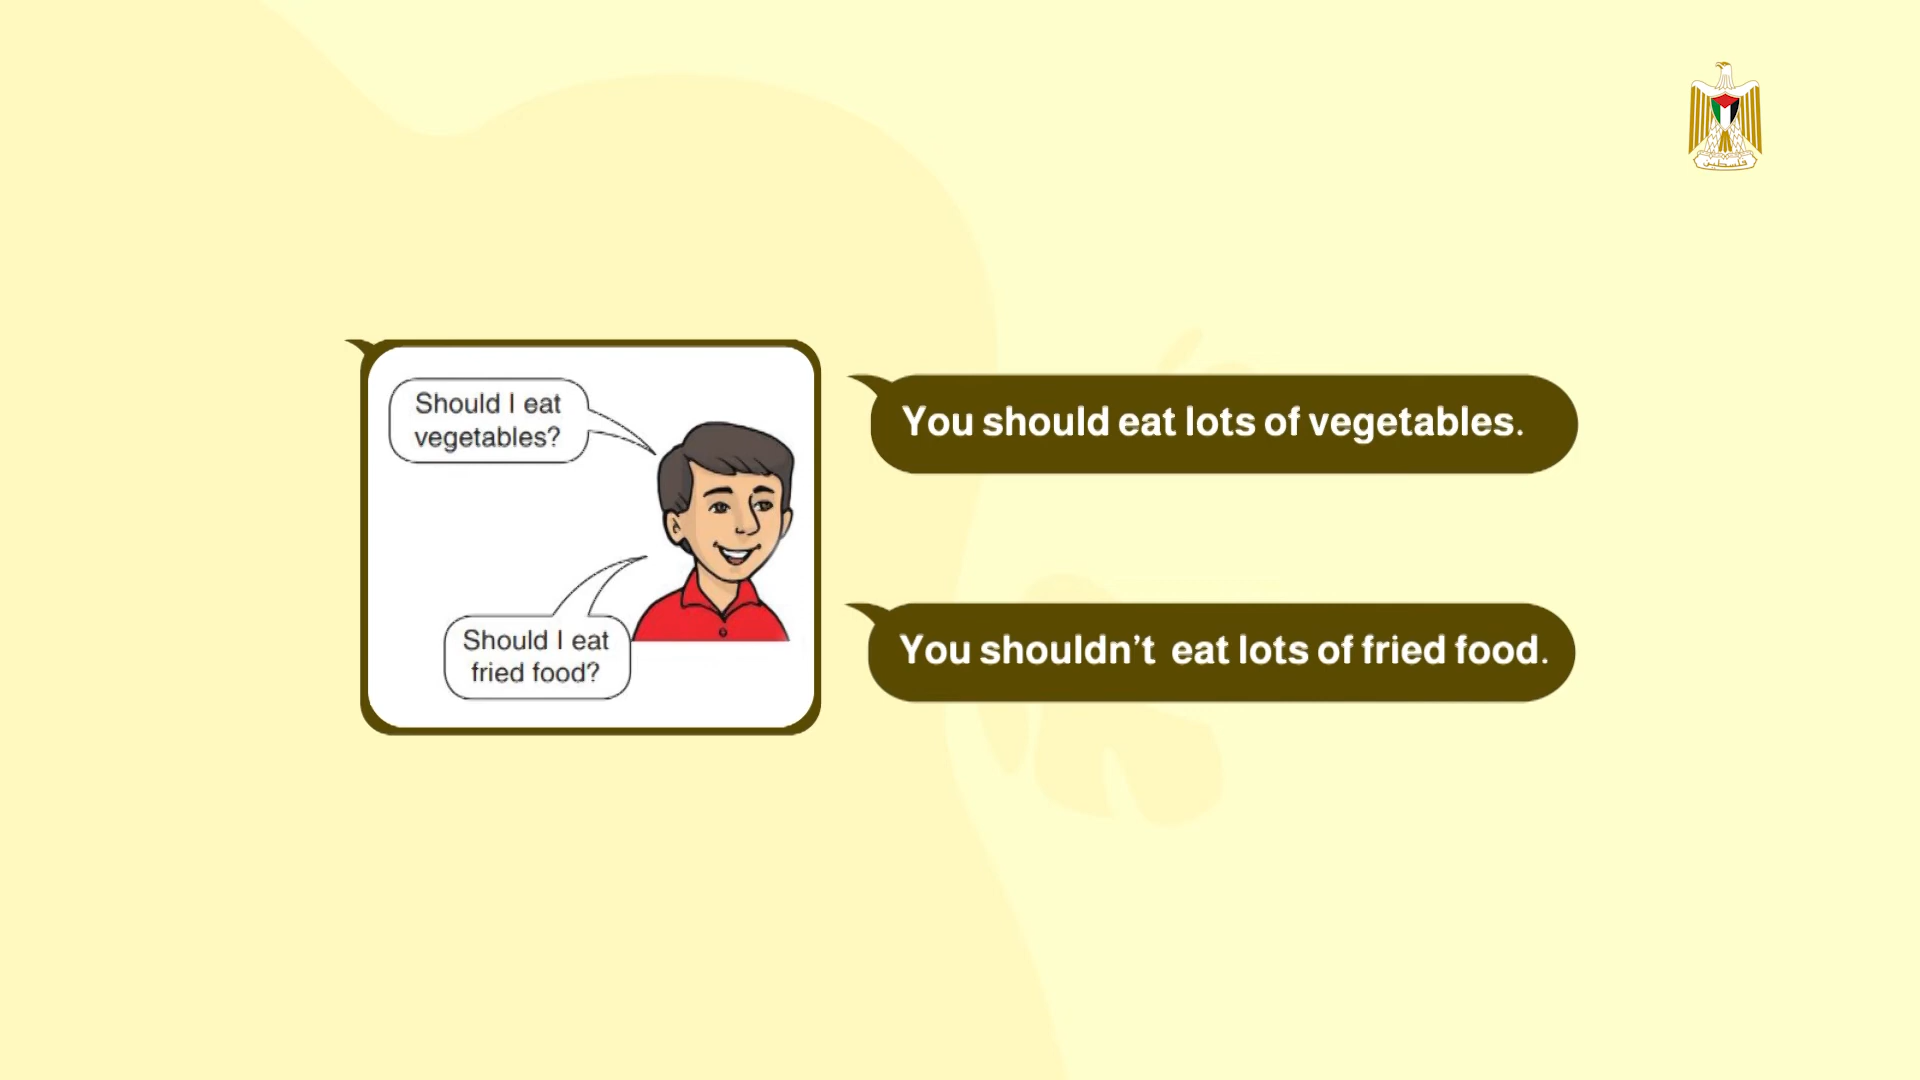 Should I eat
vegetables?
You should eat lots of vegetables.
Should I eat
fried food?
You shouldn't eat lots of fried food.
فلسطين